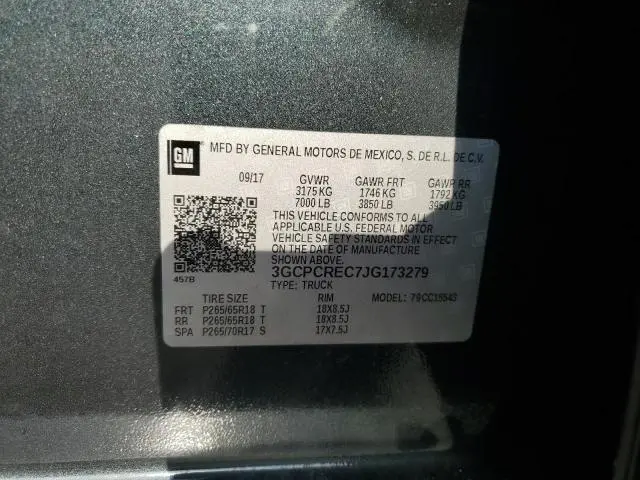 GM
MFD BY GENERAL MOTORS DE MEXICO, S. DE R.L. DE C.V.
09/17 GVWR GAWR FRT GAWR RR
3175 KG 1746 KG 1792 KG
7000 LB 3850 LB 3950 LB
THIS VEHICLE CONFORMS TO ALL
APPLICABLE U.S. FEDERAL MOTOR
VEHICLE SAFETY STANDARDS IN EFFECT ON
THE DATE OF MANUFACTURE
SHOWN ABOVE.
3GCPCREC7JG173279
457B
TYPE: TRUCK
TIRE SIZE RIM MODEL: 79CC15543
FRT P265/65R18 T 18X8.5J
RR P265/65R18 T 18X8.5J
SPA P265/70R17 S 17X7.5J